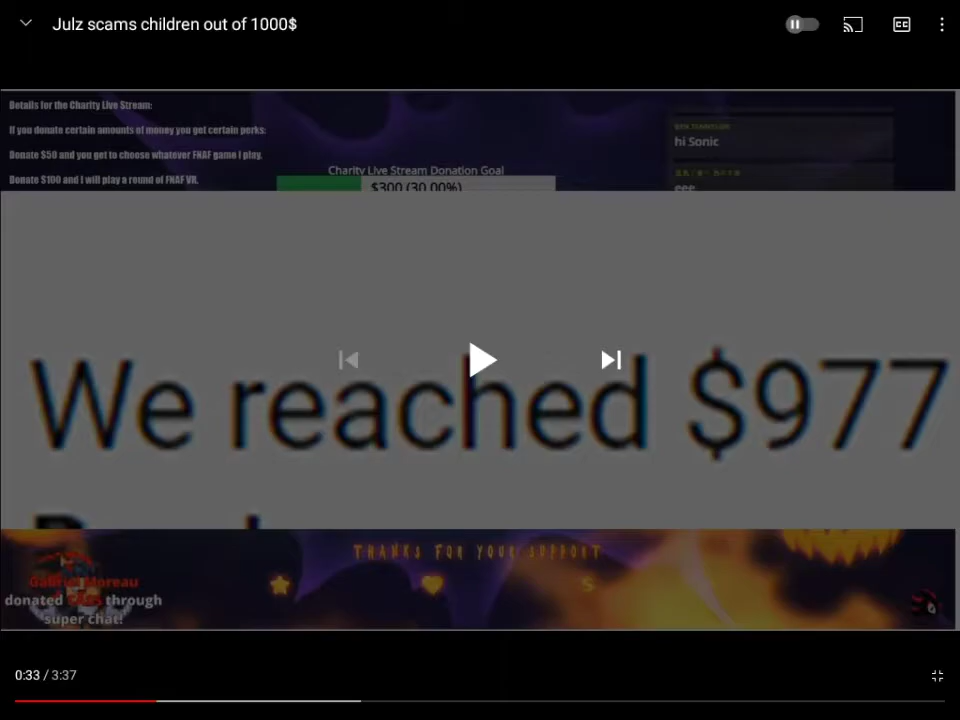 Julz scams children out of 1000$
Details for the Charity Live Stream:
If you donate certain amounts of money you get certain perks:
Donate $50 and you get to choose whatever FNAF game i play.
Donate $100 and I will play a round of FNAF VR.
Charity Live Stream Donation Goal
$300 (30.00%)
hi Sonic
eee
We reached $977
THANKS FOR YOUR SUPPORT
Gabriel Moreau
donated through
super chat!
0:33 / 3:37